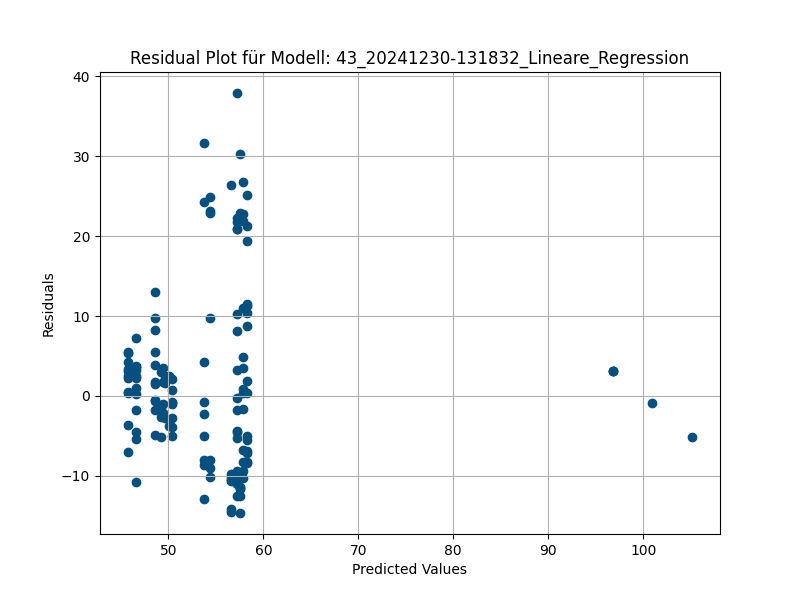 Residual Plot für Modell: 43_20241230-131832_Lineare_Regression
40
30
20
10
0
−10
Residuals
50 60 70 80 90 100
Predicted Values